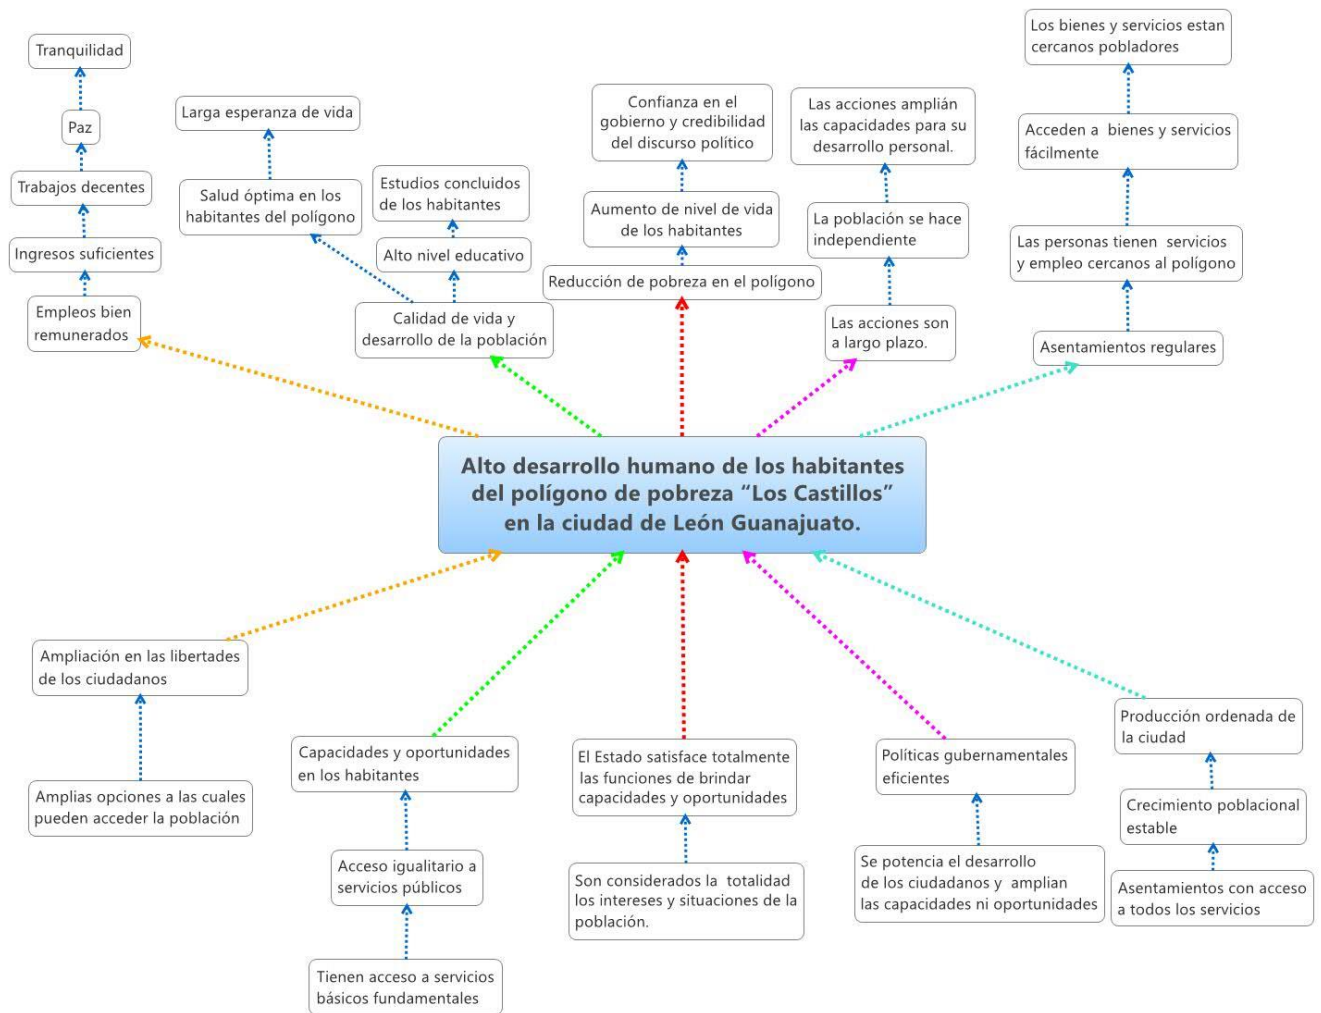 Tranquilidad
Paz
Trabajos decentes
Ingresos suficientes
Empleos bien
remunerados
Larga esperanza de vida
Salud óptima en los
habitantes del polígono
Estudios concluidos
de los habitantes
Alto nivel educativo
Calidad de vida y
desarrollo de la población
Confianza en el
gobierno y credibilidad
del discurso político
Aumento de nivel de vida
de los habitantes
Reducción de pobreza en el polígono
Las acciones amplián
las capacidades para su
desarrollo personal.
La población se hace
independiente
Las acciones son
a largo plazo.
Los bienes y servicios estan
cercanos pobladores
Acceden a bienes y servicios
fácilmente
Las personas tienen servicios
y empleo cercanos al polígono
Asentamientos regulares
Alto desarrollo humano de los habitantes
del polígono de pobreza “Los Castillos”
en la ciudad de León Guanajuato.
Ampliación en las libertades
de los ciudadanos
Amplias opciones a las cuales
pueden acceder la población
Capacidades y oportunidades
en los habitantes
Acceso igualitario a
servicios públicos
Tienen acceso a servicios
básicos fundamentales
El Estado satisface totalmente
las funciones de brindar
capacidades y oportunidades
Son considerados la totalidad
los intereses y situaciones de la
población.
Políticas gubernamentales
eficientes
Se potencia el desarrollo
de los ciudadanos y amplian
las capacidades ni oportunidades
Producción ordenada de
la ciudad
Crecimiento poblacional
estable
Asentamientos con acceso
a todos los servicios